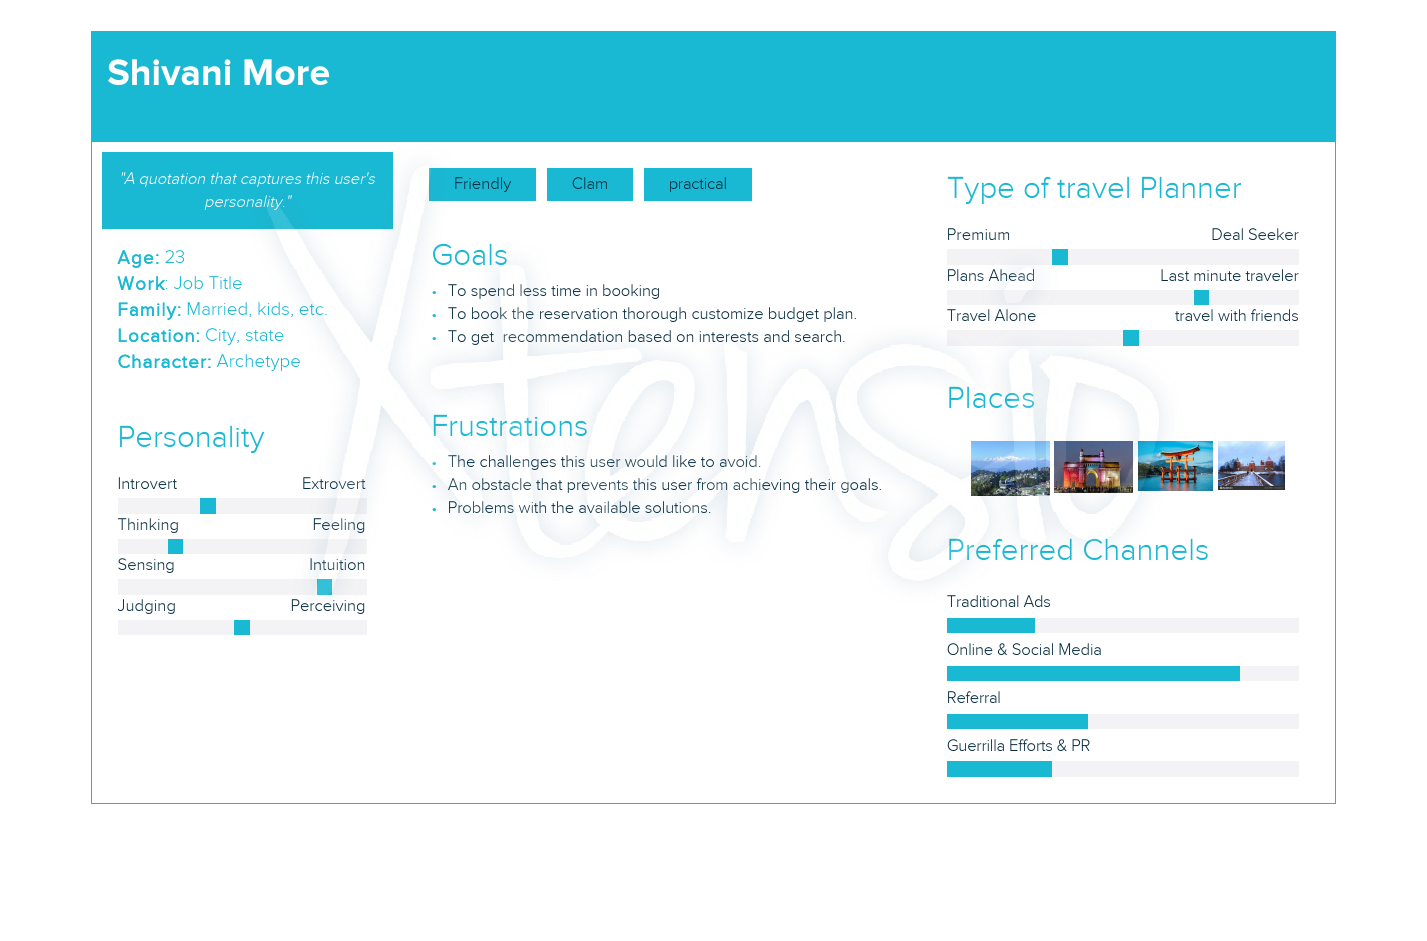 Shivani More
"A quotation that captures this user's
personality."
Age: 23
Work: Job Title
Family: Married, kids, etc.
Location: City, state
Character: Archetype
Personality
Introvert Extrovert
Thinking Feeling
Sensing Intuition
Judging Perceiving
Friendly Clam practical
Goals
• To spend less time in booking
• To book the reservation thorough customize budget plan.
• To get  recommendation based on interests and search.
Frustrations
• The challenges this user would like to avoid.
• An obstacle that prevents this user from achieving their goals.
• Problems with the available solutions.
Type of travel Planner
Premium Deal Seeker
Plans Ahead Last minute traveler
Travel Alone travel with friends
Places
Preferred Channels
Traditional Ads
Online & Social Media
Referral
Guerrilla Efforts & PR
Xtensio